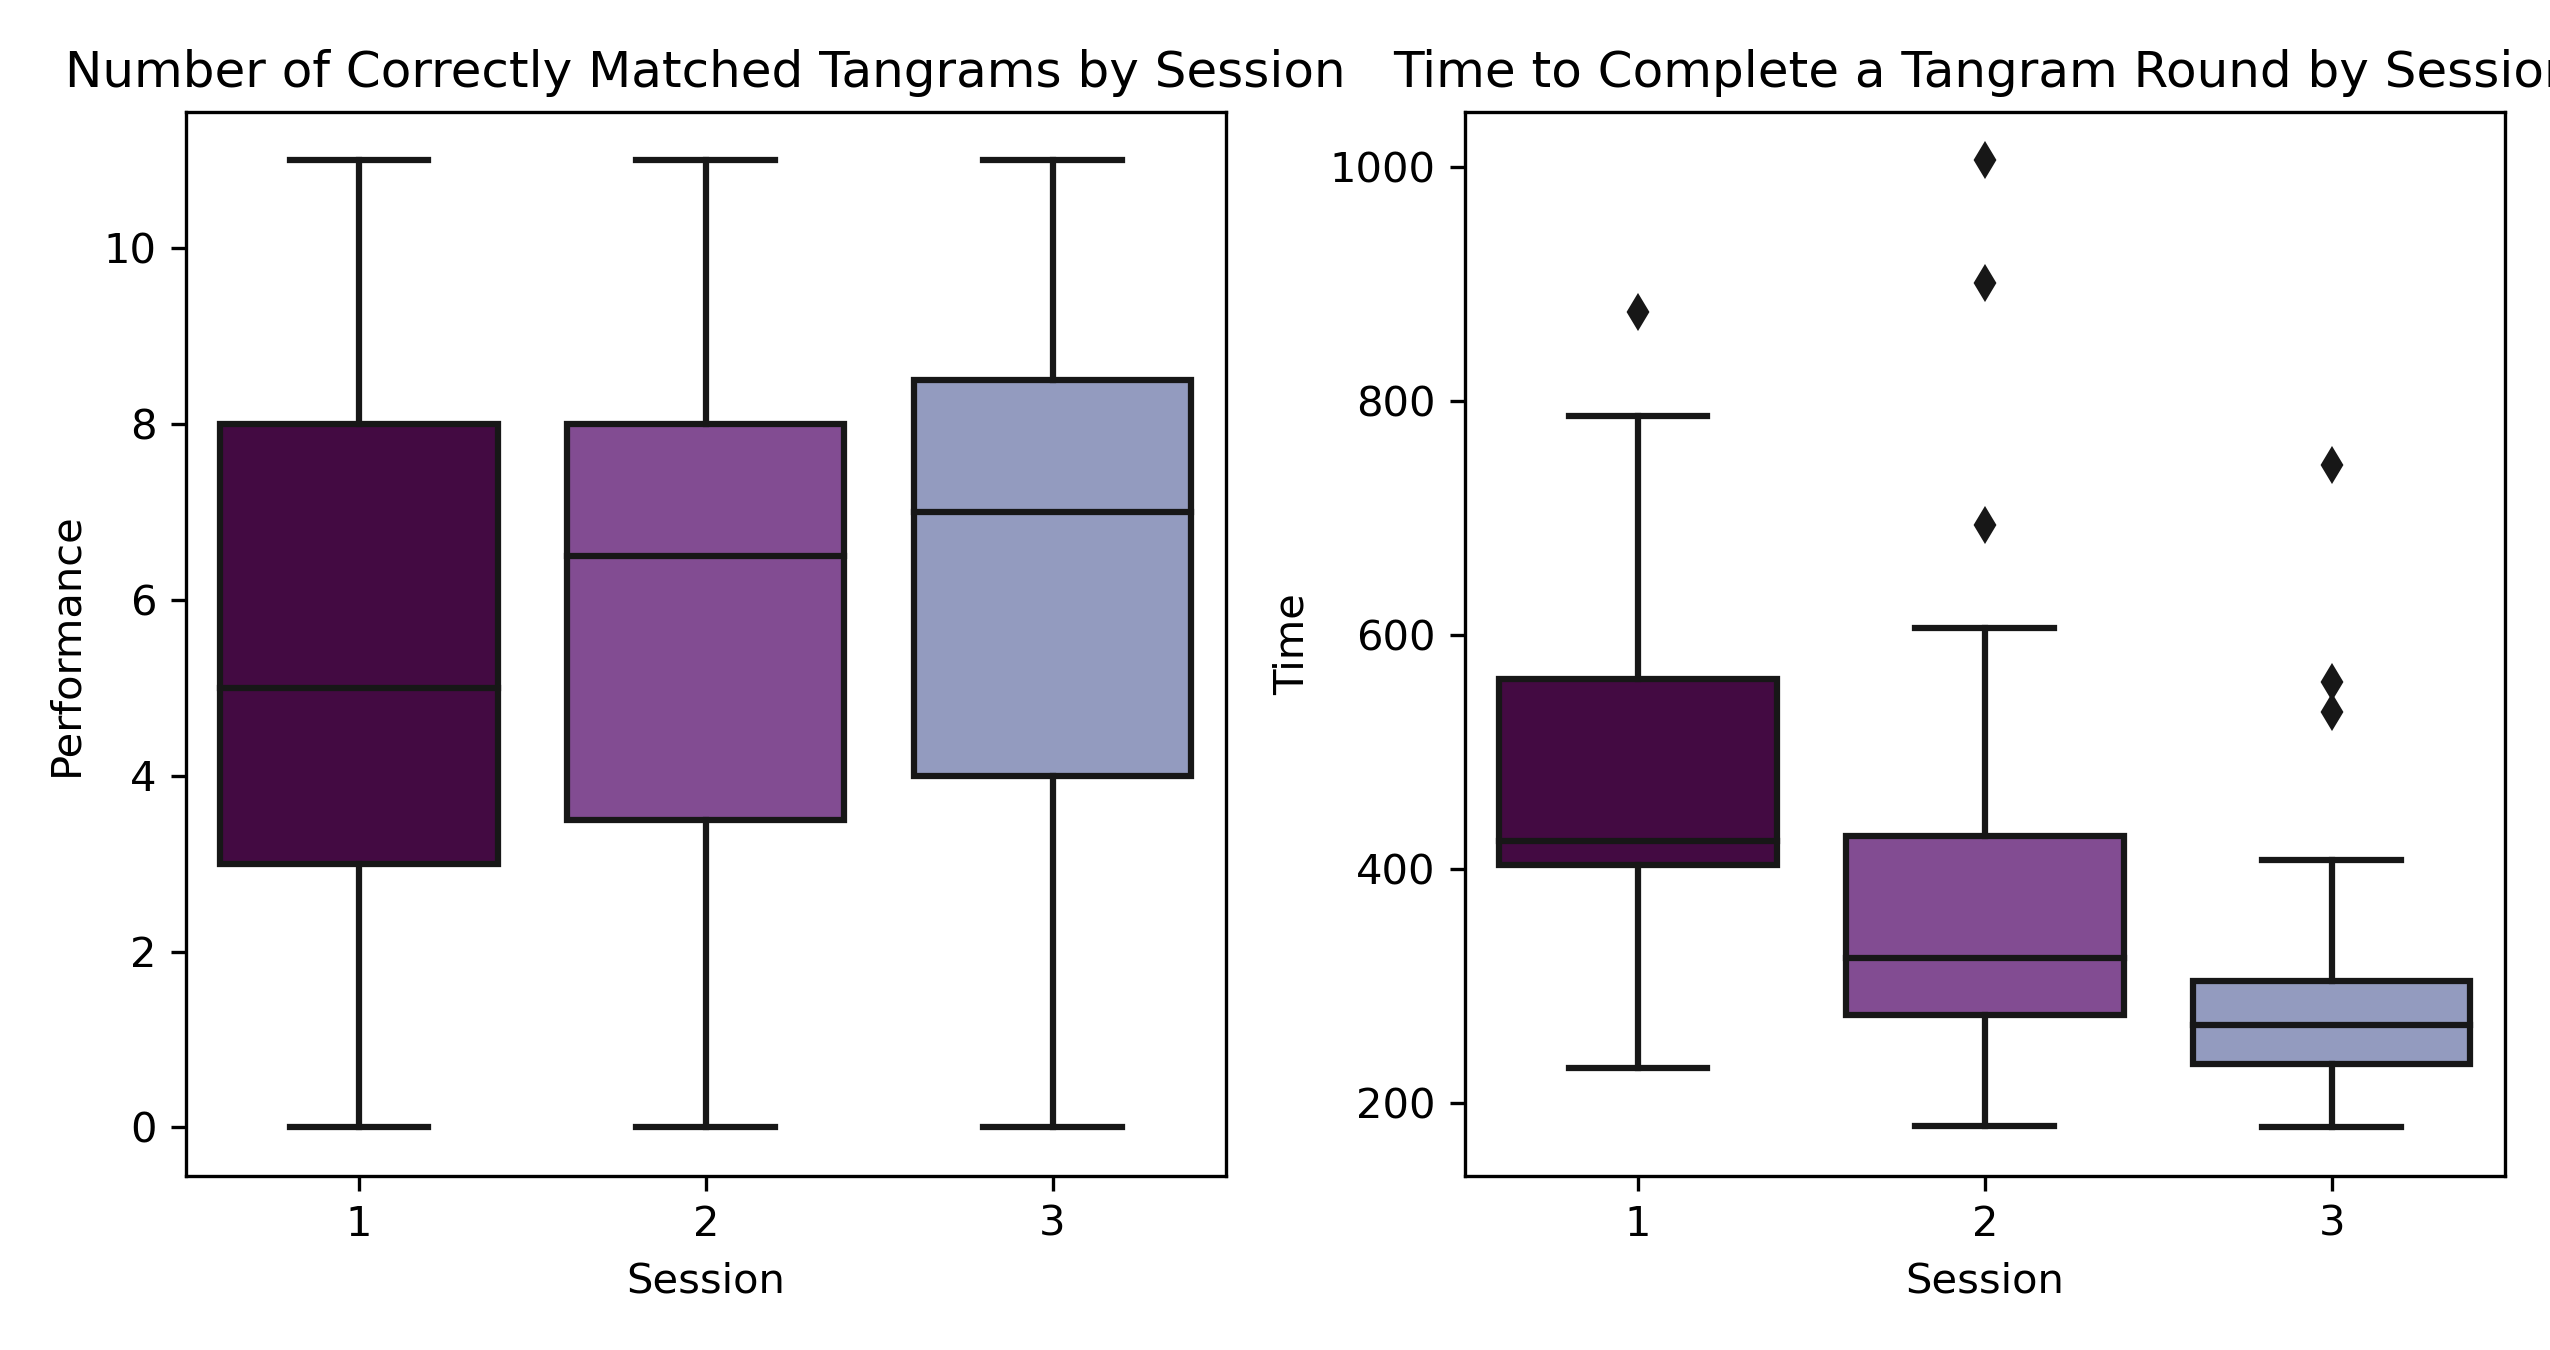 Number of Correctly Matched Tangrams by Session
Performance
10
8
6
4
2
0
1 2 3
Session
Time to Complete a Tangram Round by Session
Time
1000
800
600
400
200
1 2 3
Session